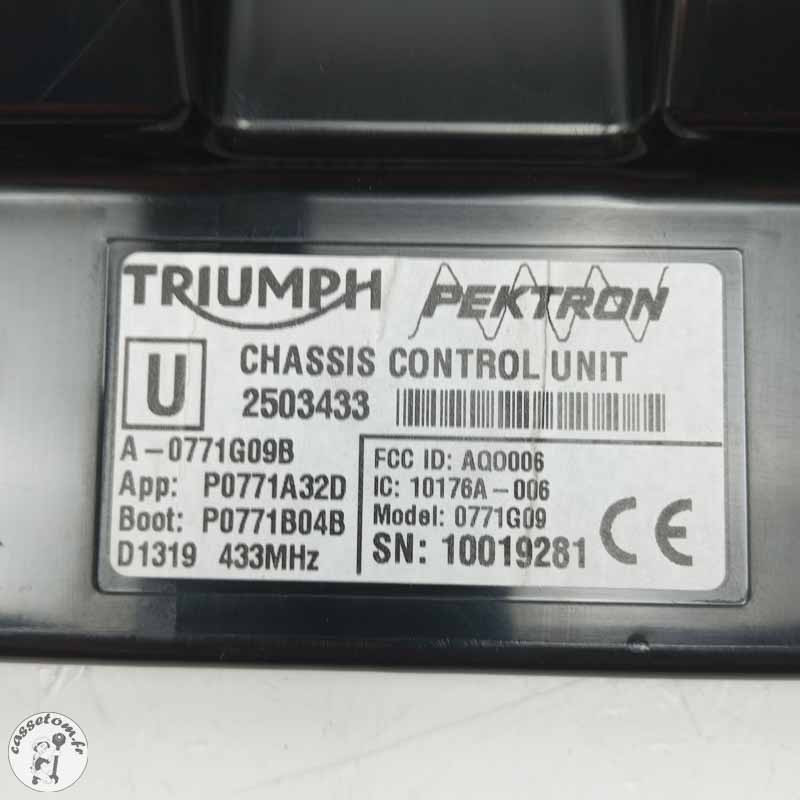 TRIUMPH PEKTRON
U CHASSIS CONTROL UNIT
2503433
A-0771G09B
App: P0771A32D
Boot: P0771B04B
D1319 433MHz
FCC ID: AQO006
IC: 10176A-006
Model: 0771G09
SN: 10019281
CE
cassetom.fr